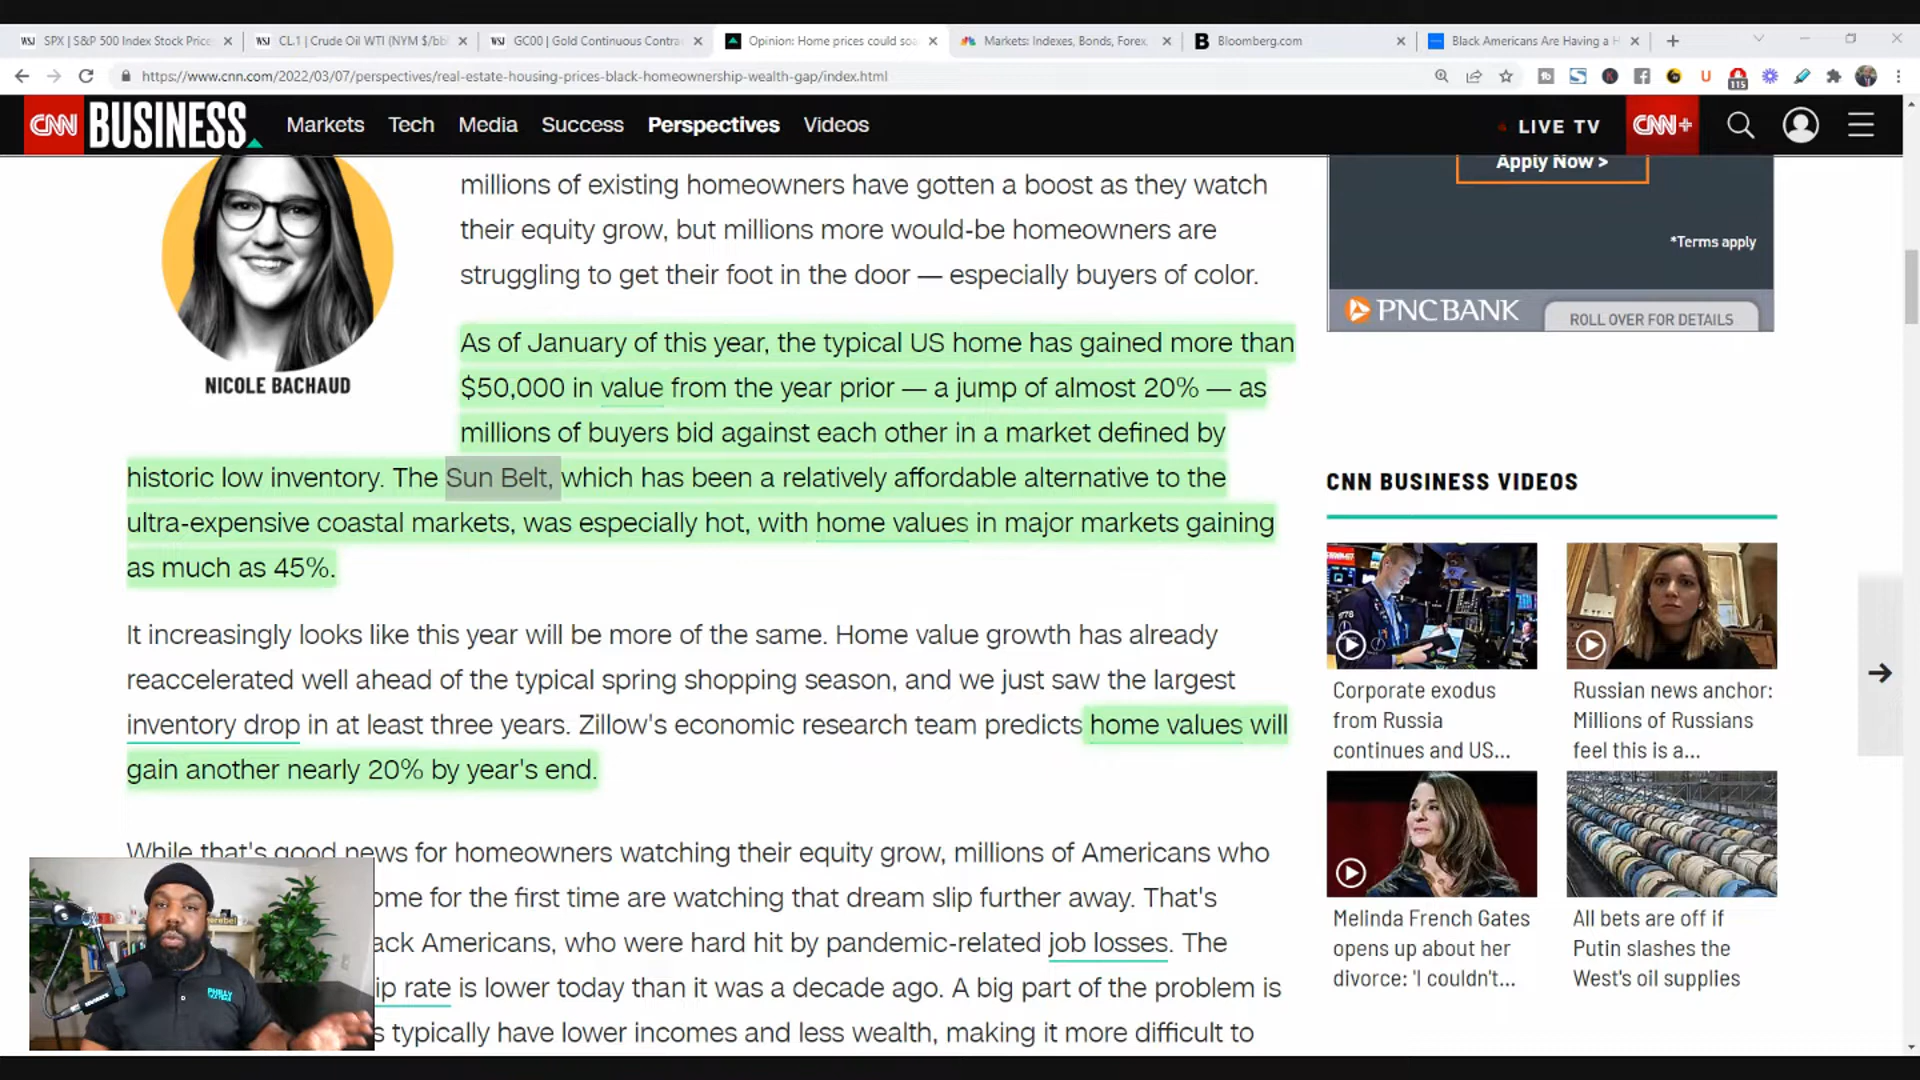 SPX | S&P 500 Index Stock Price
CL.1 | Crude Oil WTI (NYM $/bbl
GC00 | Gold Continuous Contra
Opinion: Home prices could soa
Markets: Indexes, Bonds, Forex,
Bloomberg.com
Black Americans Are Having a H
https://www.cnn.com/2022/03/07/perspectives/real-estate-housing-prices-black-homeownership-wealth-gap/index.html
115
CNN BUSINESS
Markets
Tech
Media
Success
Perspectives
Videos
LIVE TV
CNN+
millions of existing homeowners have gotten a boost as they watch
their equity grow, but millions more would-be homeowners are
struggling to get their foot in the door — especially buyers of color.
NICOLE BACHAUD
As of January of this year, the typical US home has gained more than
$50,000 in value from the year prior — a jump of almost 20% — as
millions of buyers bid against each other in a market defined by
historic low inventory. The Sun Belt, which has been a relatively affordable alternative to the
ultra-expensive coastal markets, was especially hot, with home values in major markets gaining
as much as 45%.
It increasingly looks like this year will be more of the same. Home value growth has already
reaccelerated well ahead of the typical spring shopping season, and we just saw the largest
inventory drop in at least three years. Zillow's economic research team predicts home values will
gain another nearly 20% by year's end.
While that's good news for homeowners watching their equity grow, millions of Americans who
ome for the first time are watching that dream slip further away. That's
ack Americans, who were hard hit by pandemic-related job losses. The
ip rate is lower today than it was a decade ago. A big part of the problem is
s typically have lower incomes and less wealth, making it more difficult to
PHILLY
Apply Now >
*Terms apply
PNC BANK
ROLL OVER FOR DETAILS
CNN BUSINESS VIDEOS
Corporate exodus
from Russia
continues and US...
Russian news anchor:
Millions of Russians
feel this is a...
Melinda French Gates
opens up about her
divorce: 'I couldn't...
All bets are off if
Putin slashes the
West's oil supplies